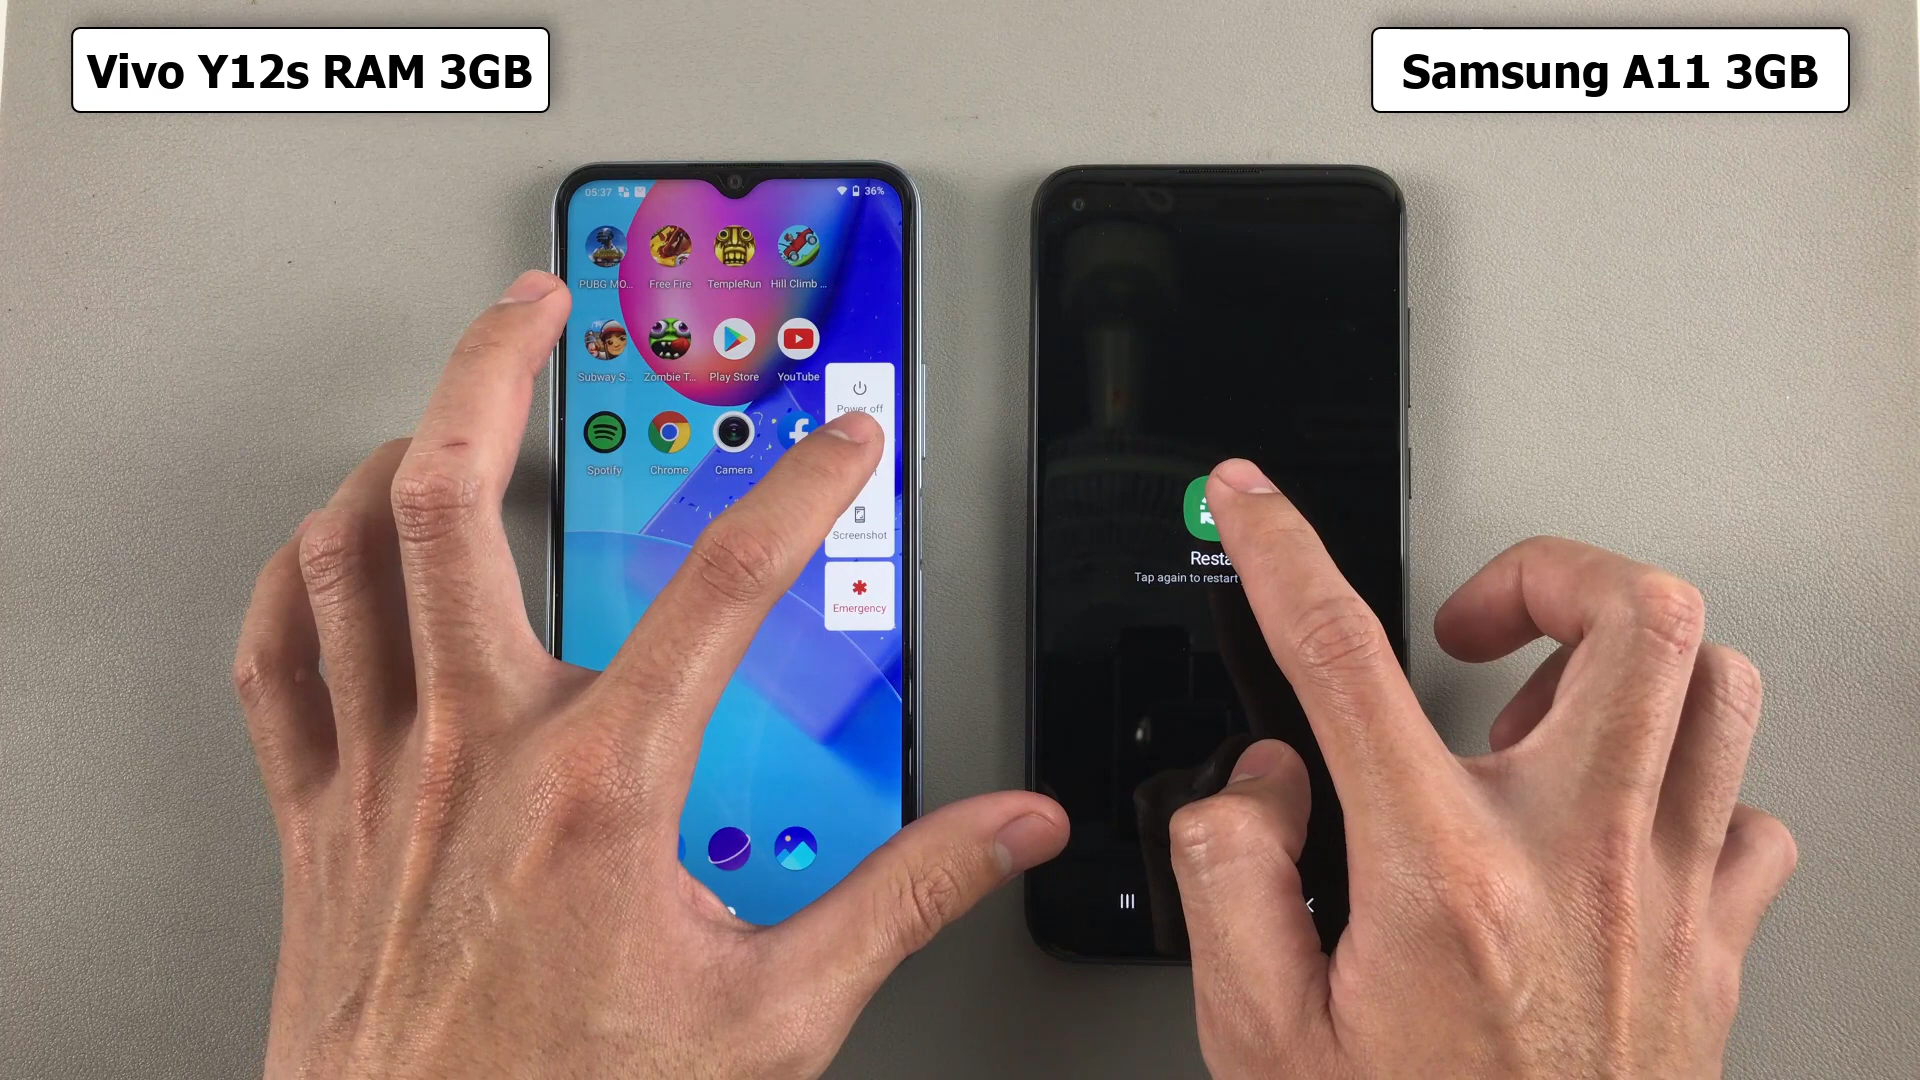 Vivo Y12s RAM 3GB
Samsung A11 3GB
05:37
36%
PUBG MO...
Free Fire
TempleRun
Hill Climb ...
Subway S...
Zombie T...
Play Store
YouTube
Power off
Spotify
Chrome
Camera
Screenshot
Emergency
Tap again to restart